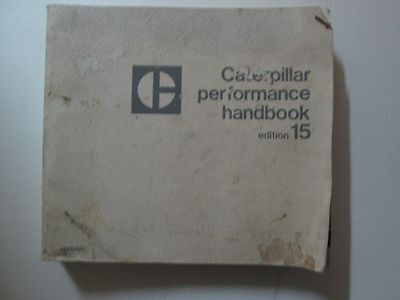 Caterpillar
performance
handbook
edition 15